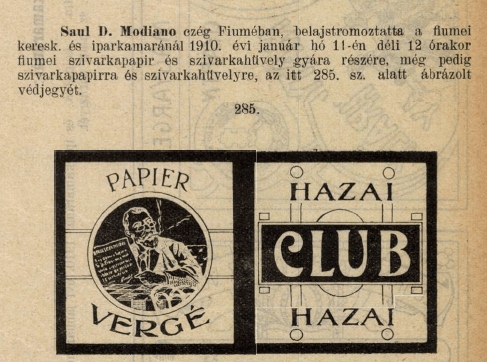 Saul D. Modiano czég Fiuméban, belajstromoztatta a fiumei
keresk. és iparkamaránál 1910. évi január hó 11-én déli 12 órakor
fiumei szivarkapapir és szivarkahüvely gyára részére, még pedig
szivarkapapirra és szivarkahüvelyre, az itt 285. sz. alatt ábrázolt
védjegyét.
285.
PAPIER
VERGÉ
HAZAI
CLUB
HAZAI